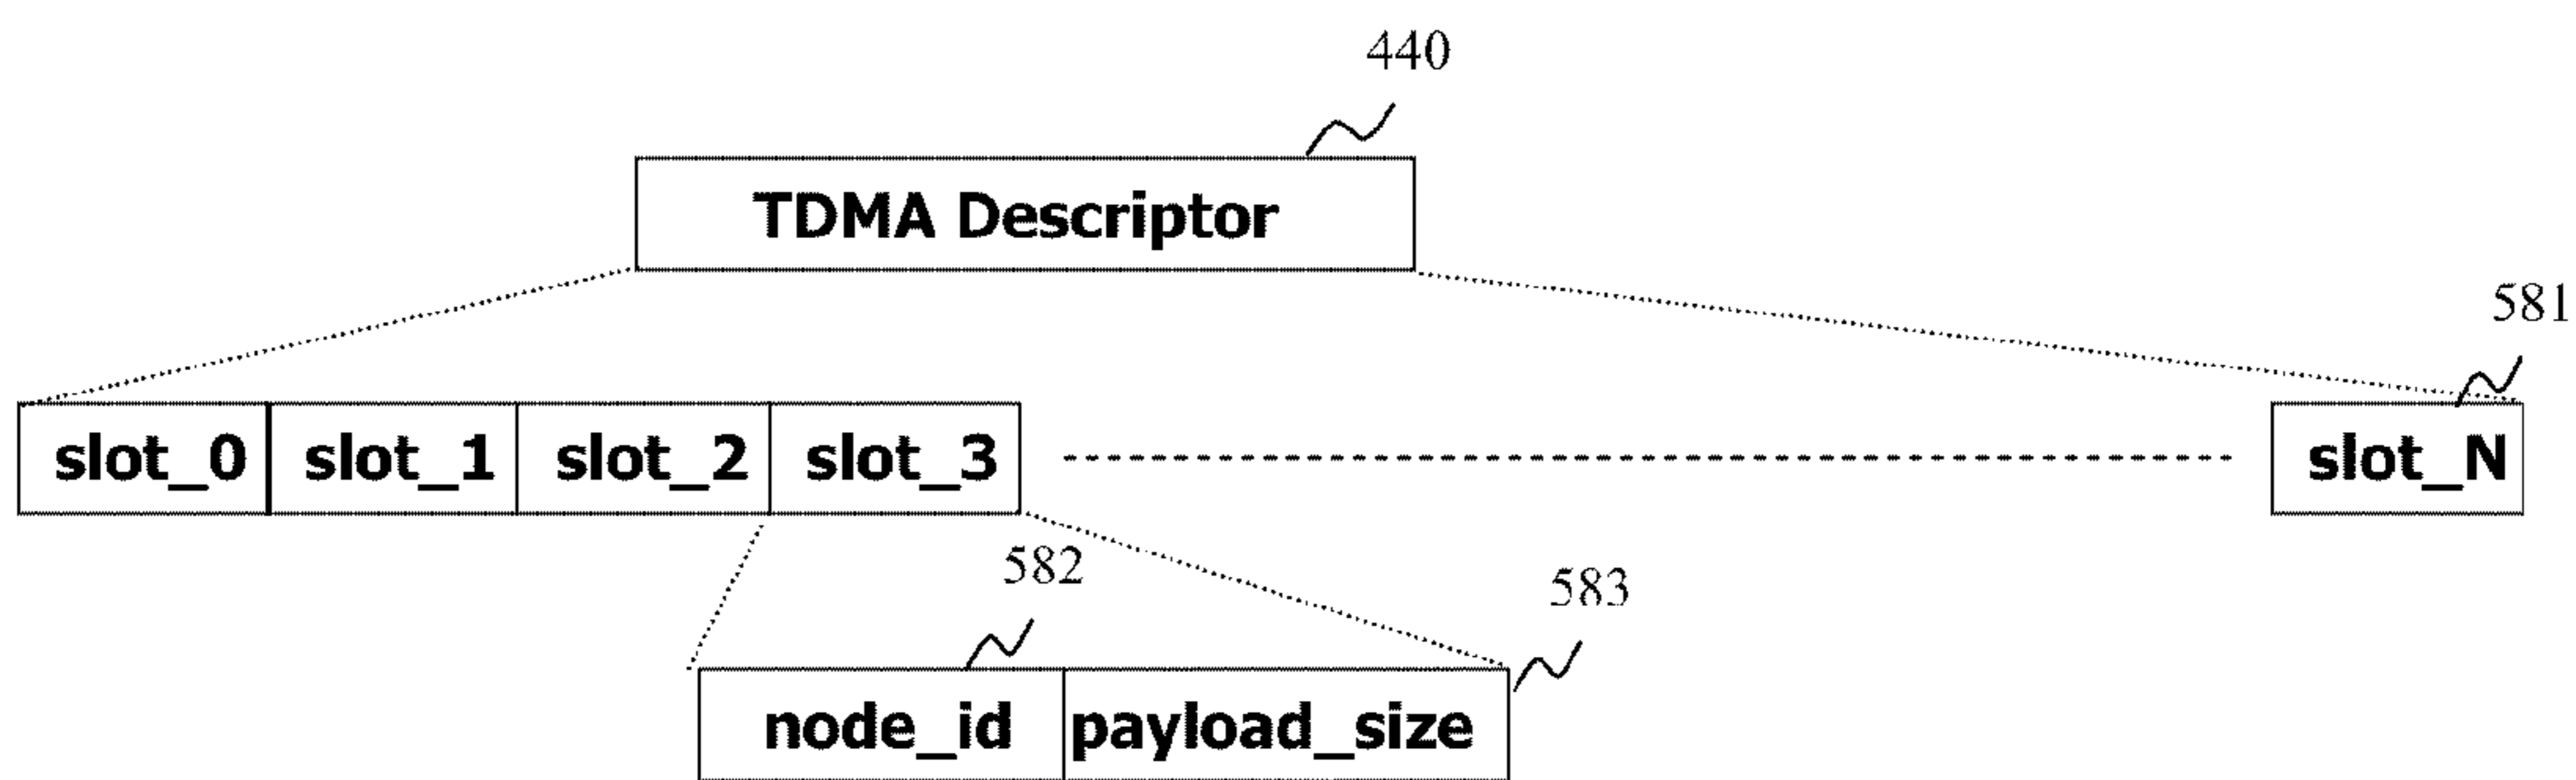 440
TDMA Descriptor
581
slot_0 slot_1 slot_2 slot_3 slot_N
582
583
node_id payload_size